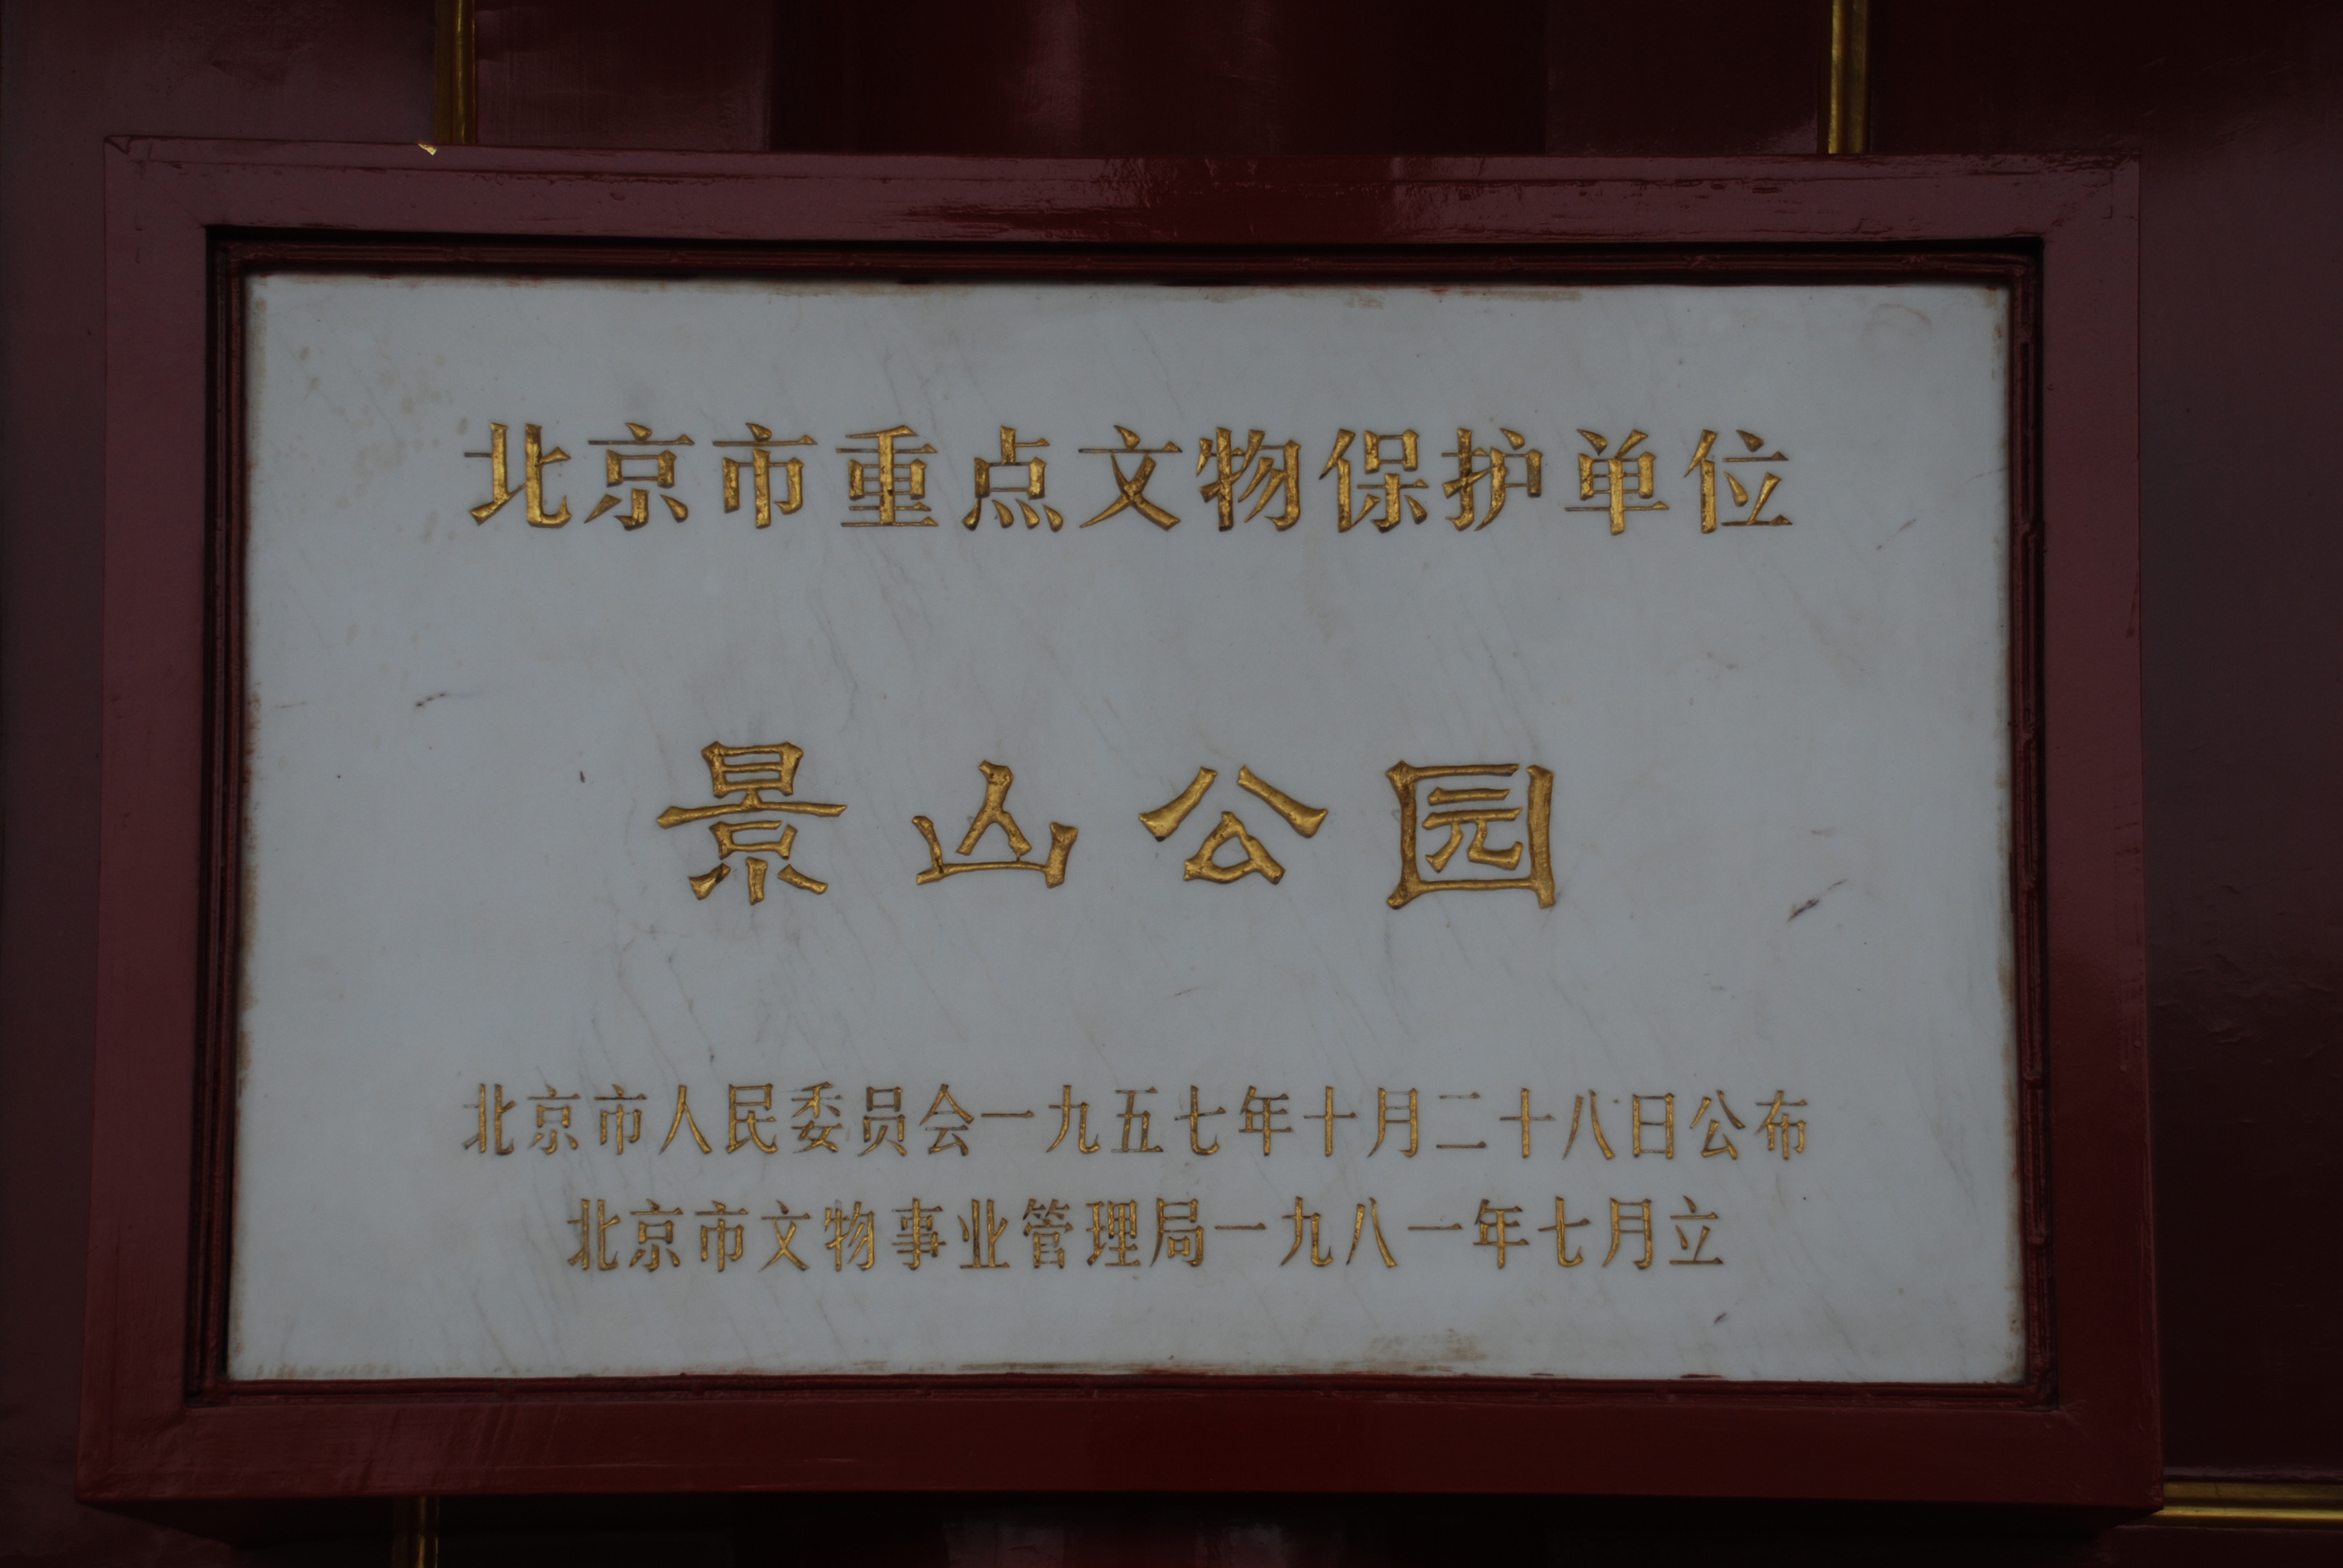 北京市重点文物保护单位
景山公园
北京市人民委员会一九五七年十月二十八日公布
北京市文物事业管理局一九八一年七月立